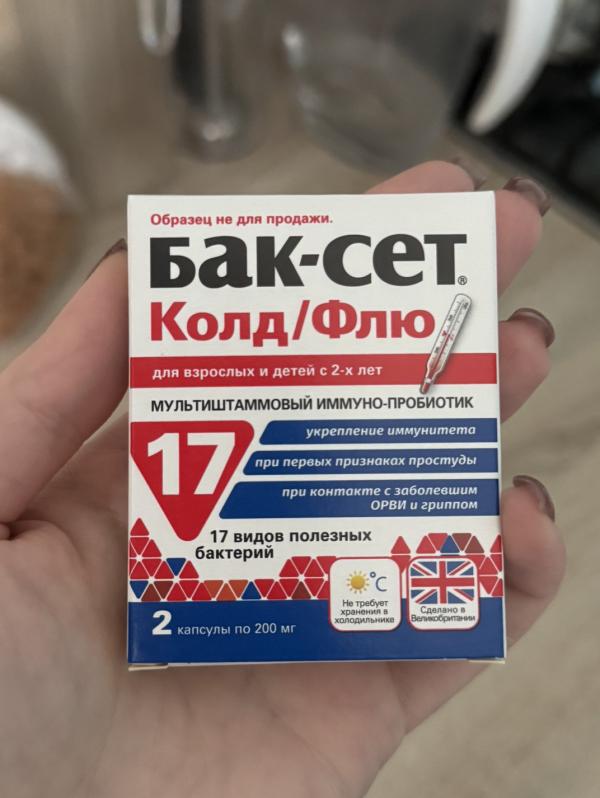 Образец не для продажи.
Бак-сет®
Колд/Флю
для взрослых и детей с 2-х лет
МУЛЬТИШТАММОВЫЙ ИММУНО-ПРОБИОТИК
17
укрепление иммунитета
при первых признаках простуды
при контакте с заболевшим
ОРВИ и гриппом
17 видов полезных
бактерий
°C
Не требует
хранения в
холодильнике
Сделано в
Великобритании
2 капсулы по 200 мг